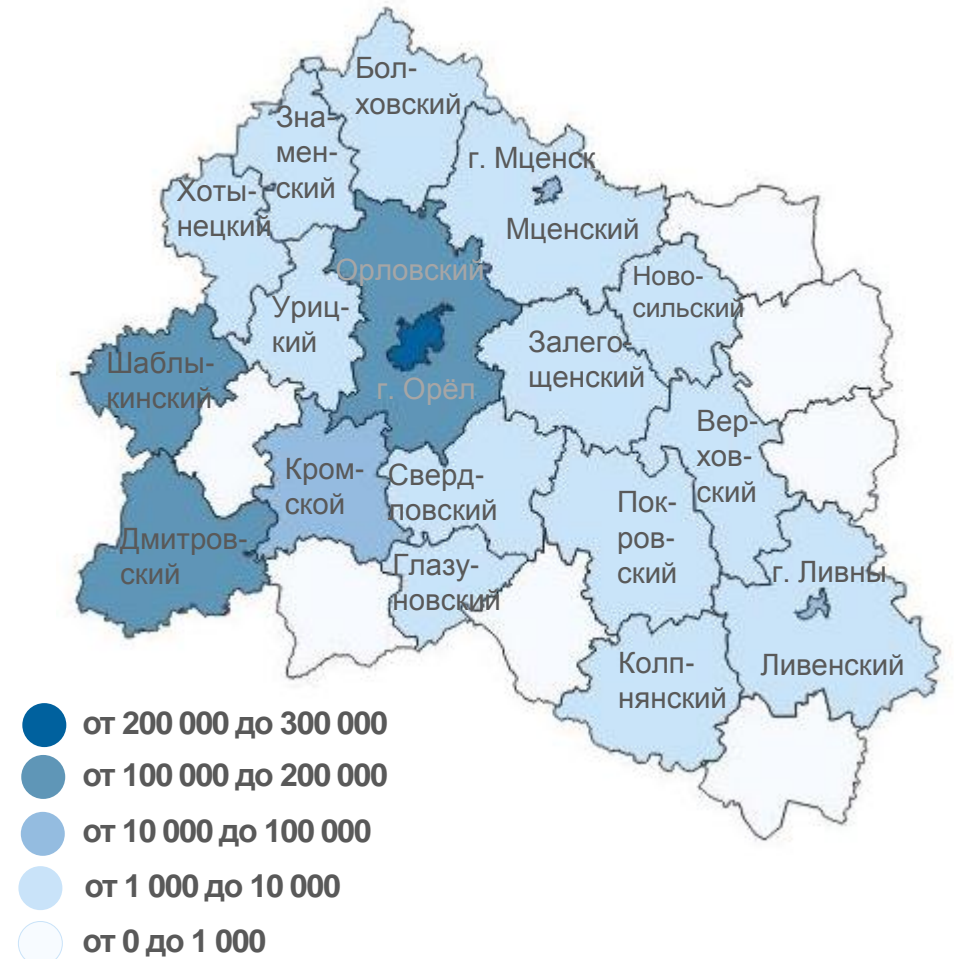 Бол-
ховский
Зна-
мен-
ский
г. Мценск
Хоты-
нецкий
Мценский
Орловский
Ново-
сильский
Уриц-
кий
Залего-
щенский
Шаблы-
кинский
г. Орёл
Вер-
хов-
ский
Кром-
ской
Сверд-
ловский
Пок-
ров-
ский
Дмитров-
ский
Глазу-
новский
г. Ливны
Колп-
нянский
Ливенский
от 200 000 до 300 000
от 100 000 до 200 000
от 10 000 до 100 000
от 1 000 до 10 000
от 0 до 1 000